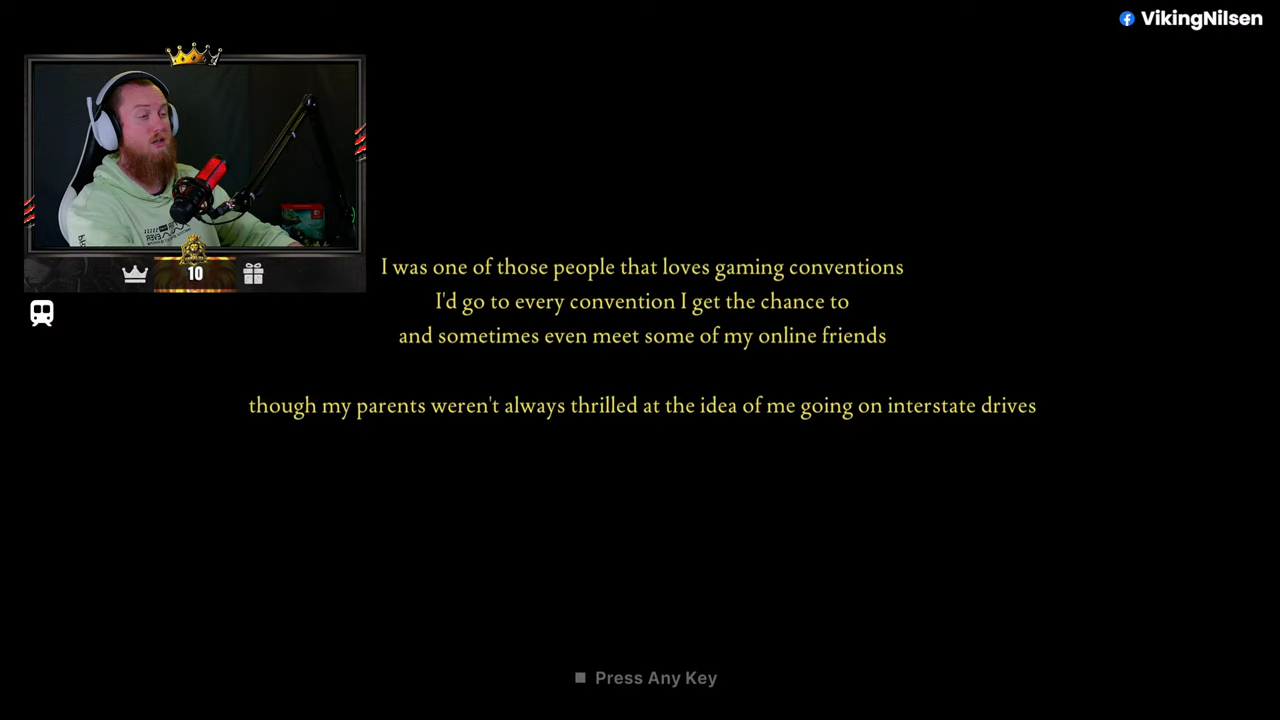 VikingNilsen
10
I was one of those people that loves gaming conventions
I'd go to every convention I get the chance to
and sometimes even meet some of my online friends
though my parents weren't always thrilled at the idea of me going on interstate drives
Press Any Key